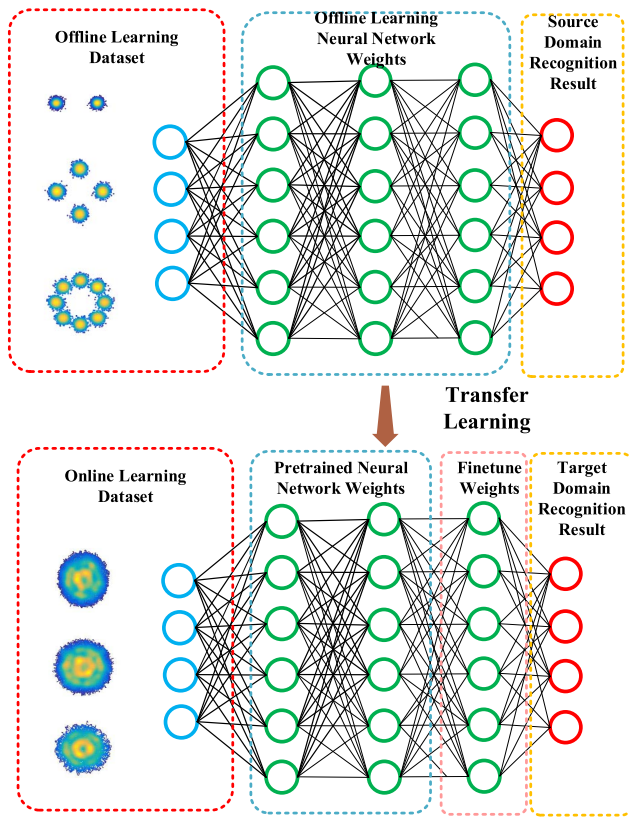 Offline Learning
Dataset
Offline Learning
Neural Network
Weights
Source
Domain
Recognition
Result
Transfer
Learning
Online Learning
Dataset
Pretrained Neural
Network Weights
Finetune
Weights
Target
Domain
Recognition
Result